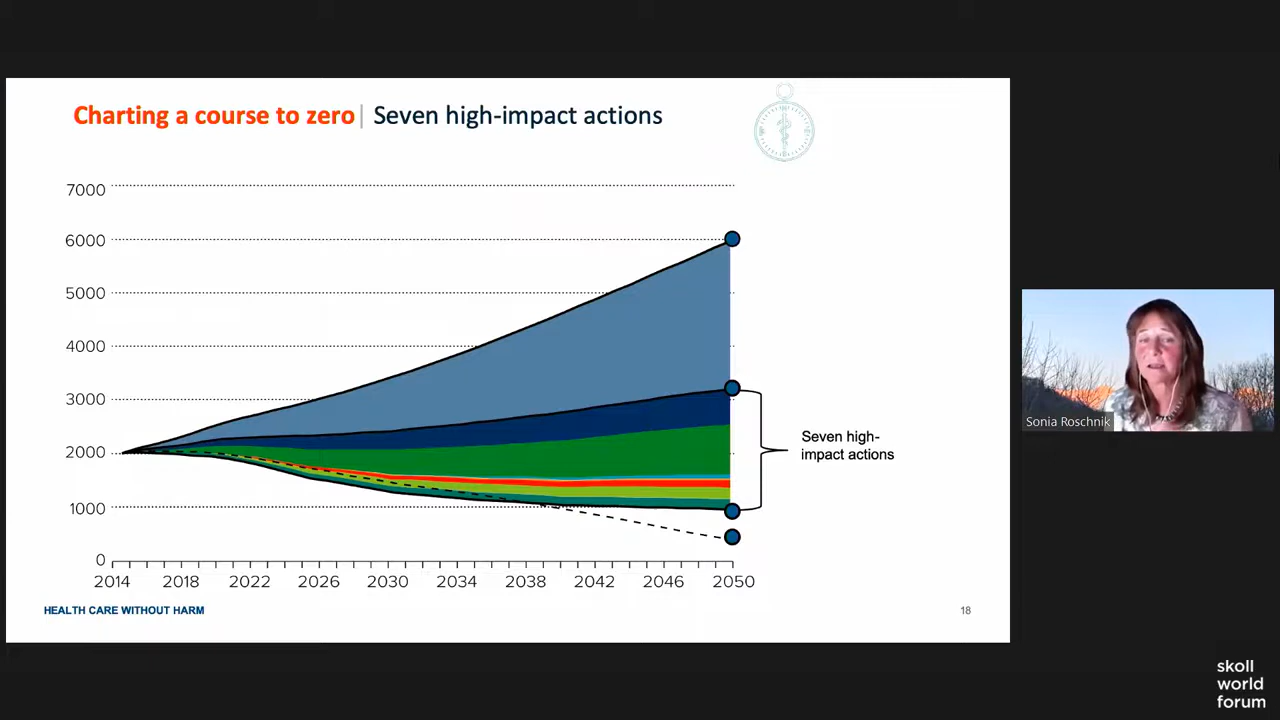 Charting a course to zero | Seven high-impact actions
7000
6000
5000
4000
3000
2000
1000
0
2014 2018 2022 2026 2030 2034 2038 2042 2046 2050
Seven high-
impact actions
HEALTH CARE WITHOUT HARM
18
Sonia Roschnik
skoll
world
forum